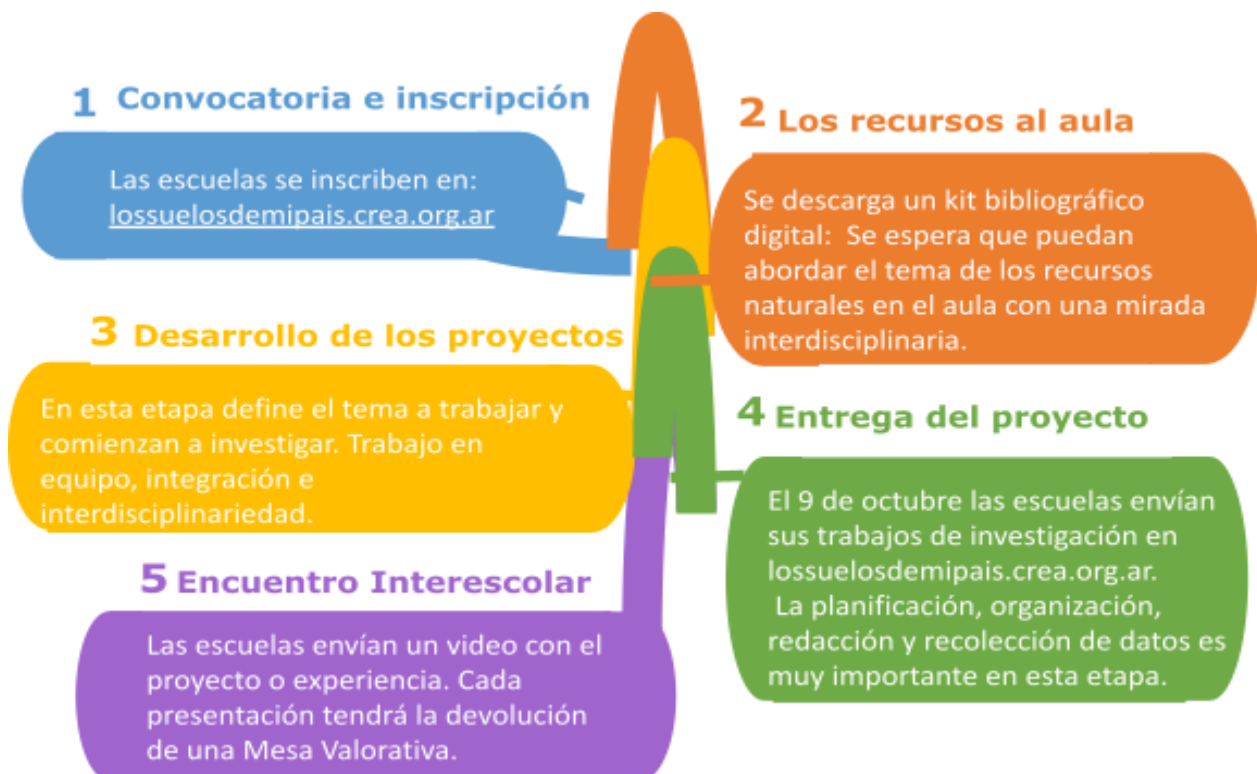 1 Convocatoria e inscripción
Las escuelas se inscriben en:
lossuelosdemipais.crea.org.ar
2 Los recursos al aula
Se descarga un kit bibliográfico
digital: Se espera que puedan
abordar el tema de los recursos
naturales en el aula con una mirada
interdisciplinaria.
3 Desarrollo de los proyectos
En esta etapa define el tema a trabajar y
comienzan a investigar. Trabajo en
equipo, integración e
interdisciplinariedad.
4 Entrega del proyecto
El 9 de octubre las escuelas envían
sus trabajos de investigación en
lossuelosdemipais.crea.org.ar.
La planificación, organización,
redacción y recolección de datos es
muy importante en esta etapa.
5 Encuentro Interescolar
Las escuelas envían un video con el
proyecto o experiencia. Cada
presentación tendrá la devolución
de una Mesa Valorativa.